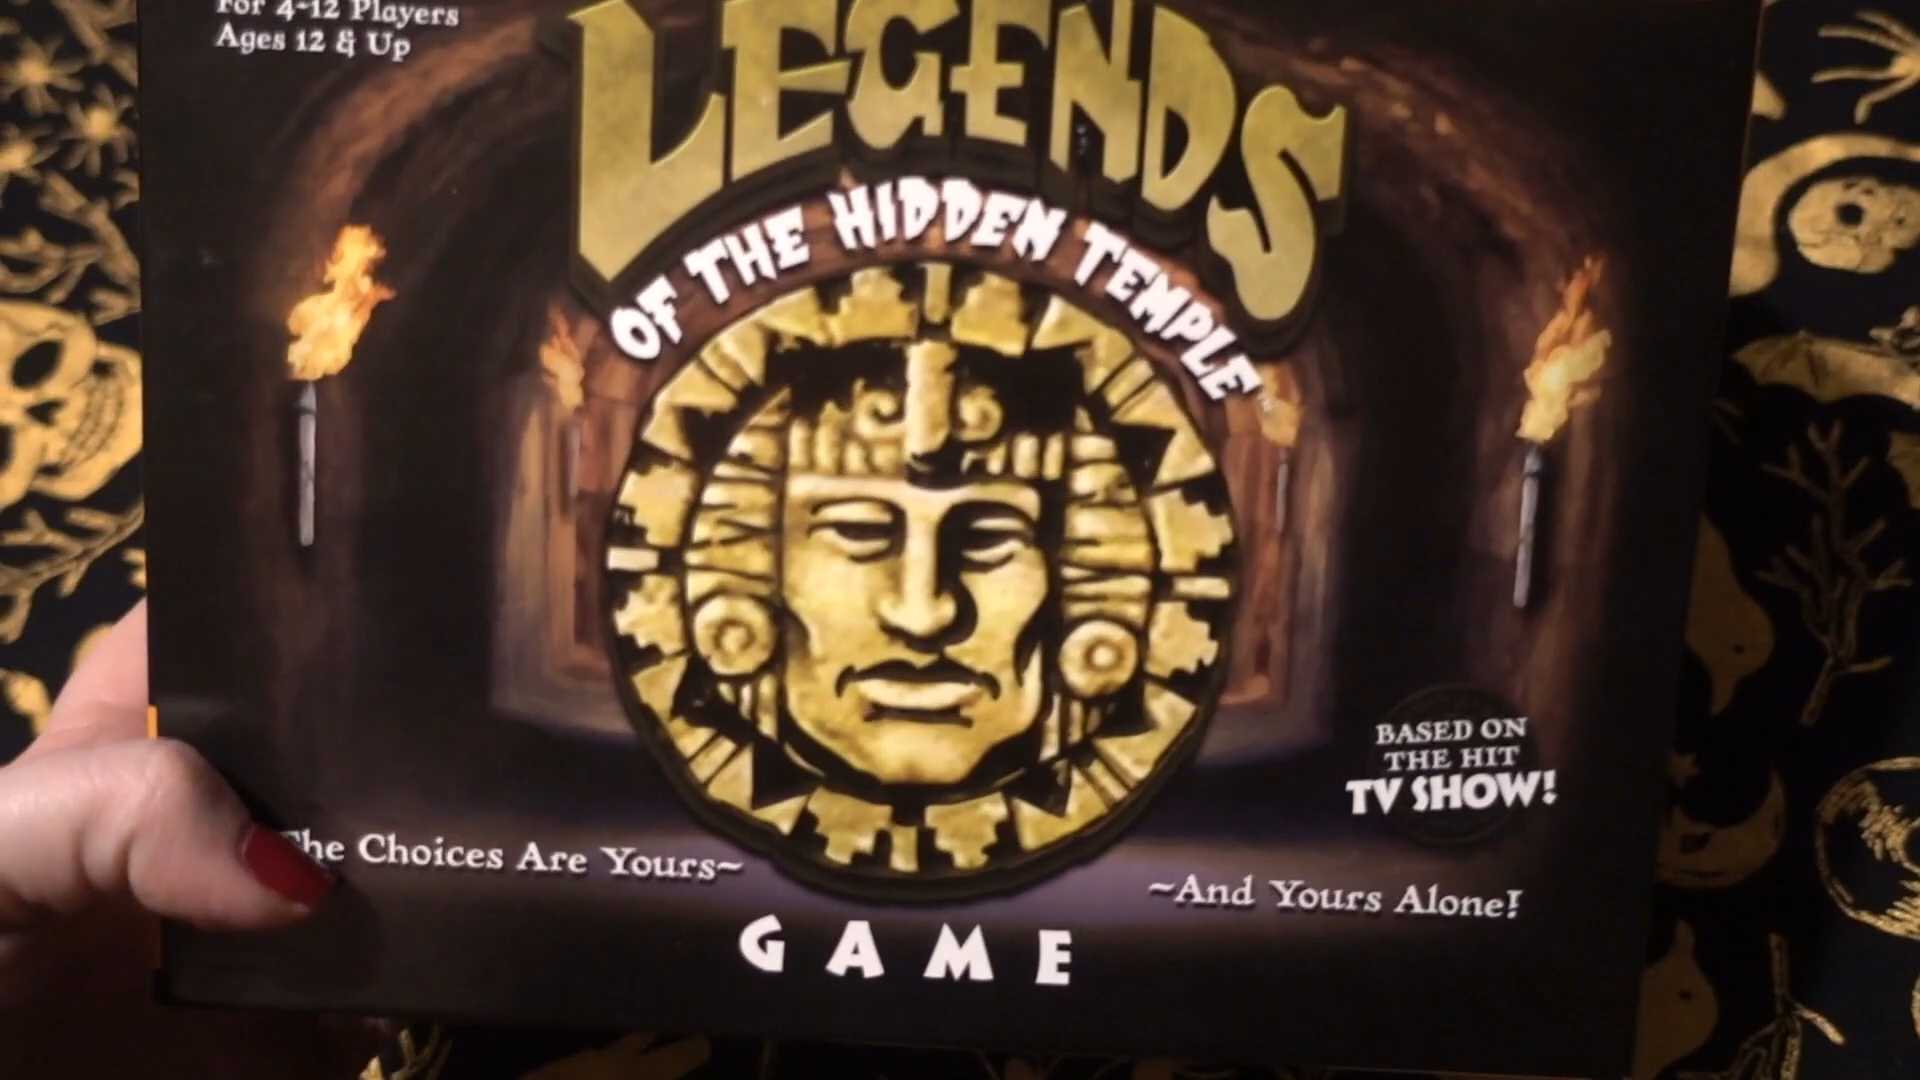 For 4-12 Players
Ages 12 & Up
LEGENDS
OF THE HIDDEN TEMPLE
BASED ON
THE HIT
TV SHOW!
The Choices Are Yours~
~And Yours Alone!
GAME